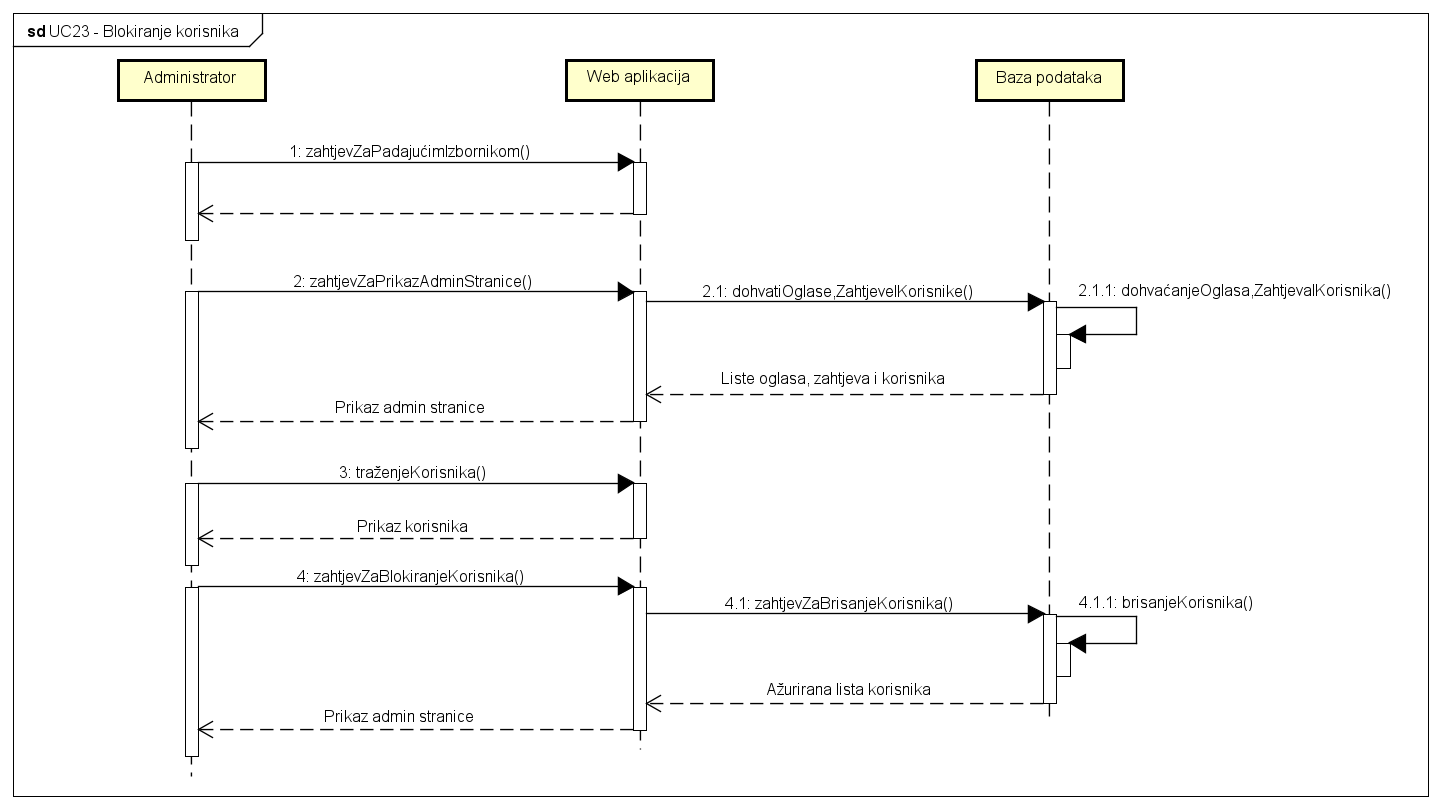 sd UC23 - Blokiranje korisnika
Administrator
Web aplikacija
Baza podataka
1: zahtjevZaPadajućimIzbornikom()
2: zahtjevZaPrikazAdminStranice()
2.1: dohvatiOglase,ZahtjeveIKorisnike()
2.1.1: dohvaćanjeOglasa,ZahtjevaIKorisnika()
Liste oglasa, zahtjeva i korisnika
Prikaz admin stranice
3: traženjeKorisnika()
Prikaz korisnika
4: zahtjevZaBlokiranjeKorisnika()
4.1: zahtjevZaBrisanjeKorisnika()
4.1.1: brisanjeKorisnika()
Ažurirana lista korisnika
Prikaz admin stranice